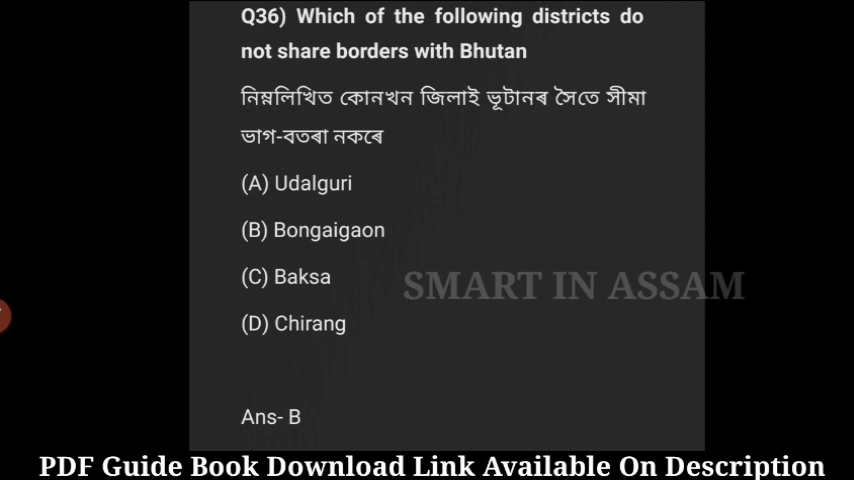 Q36) Which of the following districts do
not share borders with Bhutan
নিম্নলিখিত কোনখন জিলাই ভূটানৰ সৈতে সীমা
ভাগ-বতৰা নকৰে
(A) Udalguri
(B) Bongaigaon
(C) Baksa
SMART IN ASSAM
(D) Chirang
Ans- B
PDF Guide Book Download Link Available On Description